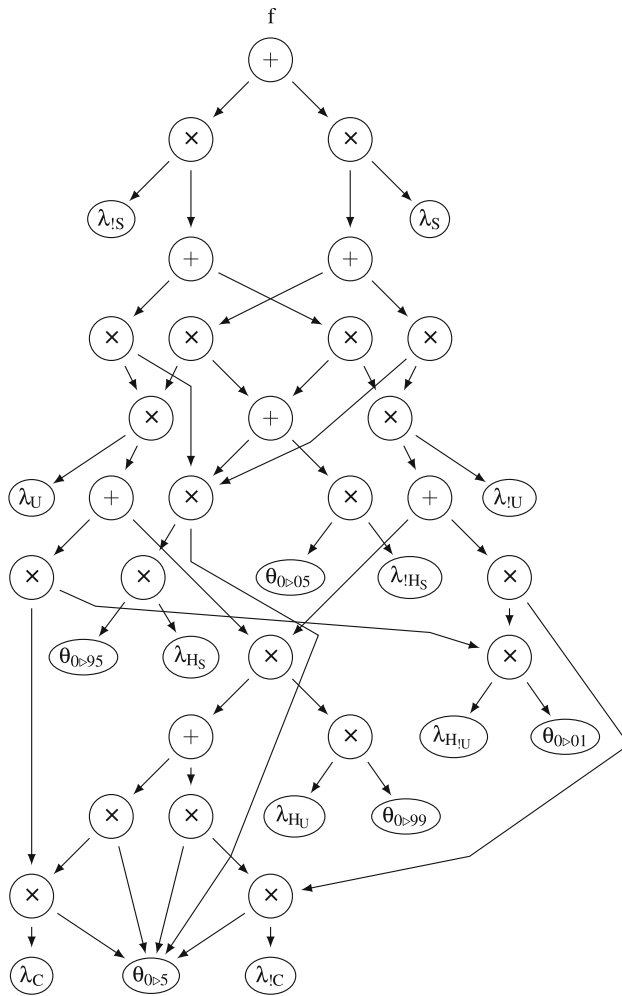 f
+
× ×
λ!S λS
+ +
× × × ×
× + ×
λU + × × + λ!U
× × θ0▹05 λ!HS ×
θ0▹95 λHS × ×
+ × λH!U θ0▹01
× × λHU θ0▹99
× ×
λC θ0▹5 λ!C